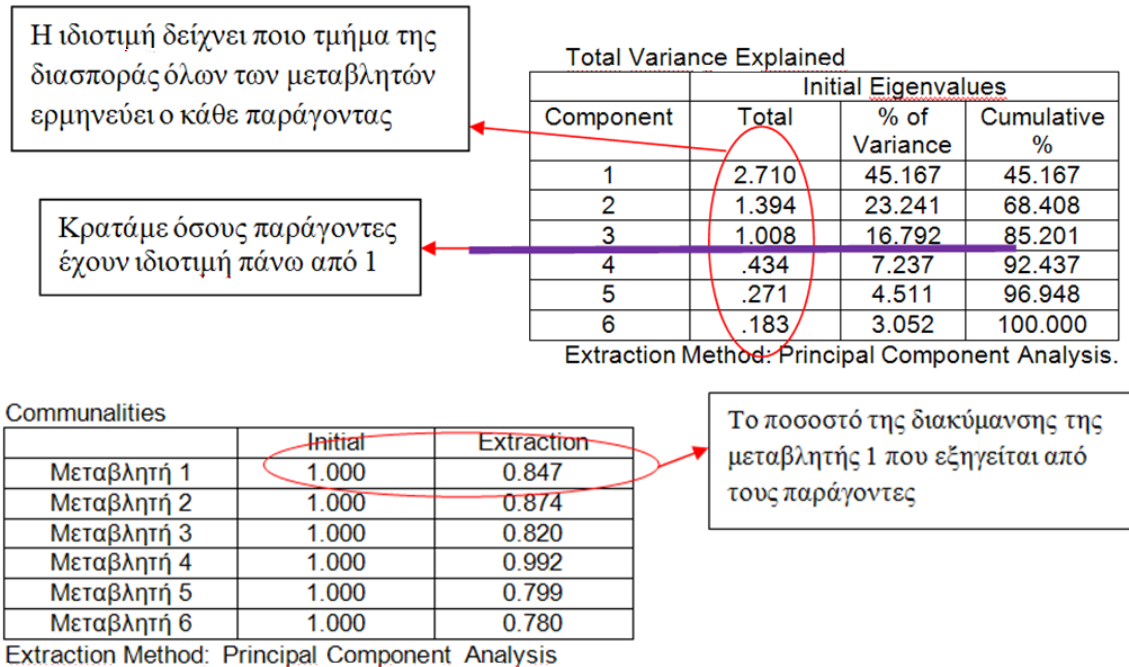 Η ιδιοτιμή δείχνει ποιο τμήμα της
διασποράς όλων των μεταβλητών
ερμηνεύει ο κάθε παράγοντας
Κρατάμε όσους παράγοντες
έχουν ιδιοτιμή πάνω από 1
Total Variance Explained
Initial Eigenvalues
Component Total % of Variance Cumulative %
1 2.710 45.167 45.167
2 1.394 23.241 68.408
3 1.008 16.792 85.201
4 .434 7.237 92.437
5 .271 4.511 96.948
6 .183 3.052 100.000
Extraction Method: Principal Component Analysis.
Communalities
Initial Extraction
Μεταβλητή 1 1.000 0.847
Μεταβλητή 2 1.000 0.874
Μεταβλητή 3 1.000 0.820
Μεταβλητή 4 1.000 0.992
Μεταβλητή 5 1.000 0.799
Μεταβλητή 6 1.000 0.780
Extraction Method: Principal Component Analysis
Το ποσοστό της διακύμανσης της
μεταβλητής 1 που εξηγείται από
τους παράγοντες